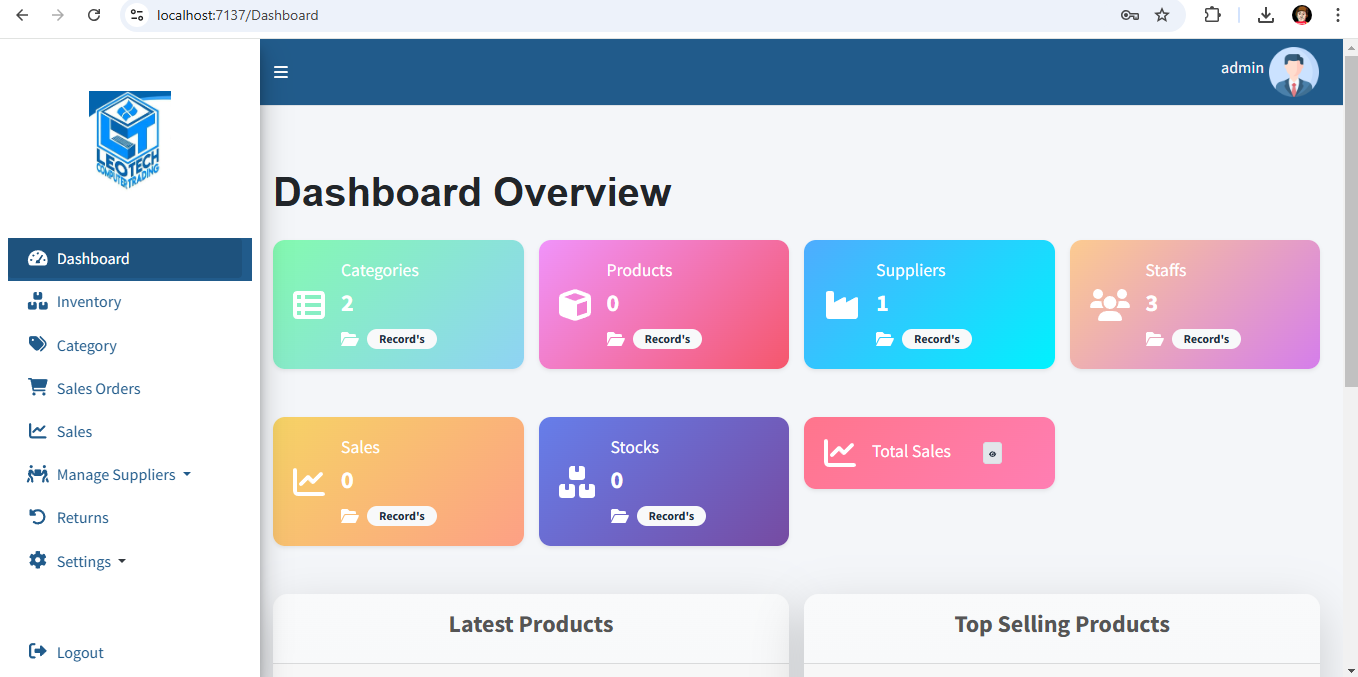 localhost:7137/Dashboard
admin
LEOTECH
COMPUTER TRADING
Dashboard
Inventory
Category
Sales Orders
Sales
Manage Suppliers
Returns
Settings
Logout
Dashboard Overview
Categories
2
Record's
Products
0
Record's
Suppliers
1
Record's
Staffs
3
Record's
Sales
0
Record's
Stocks
0
Record's
Total Sales
Latest Products
Top Selling Products